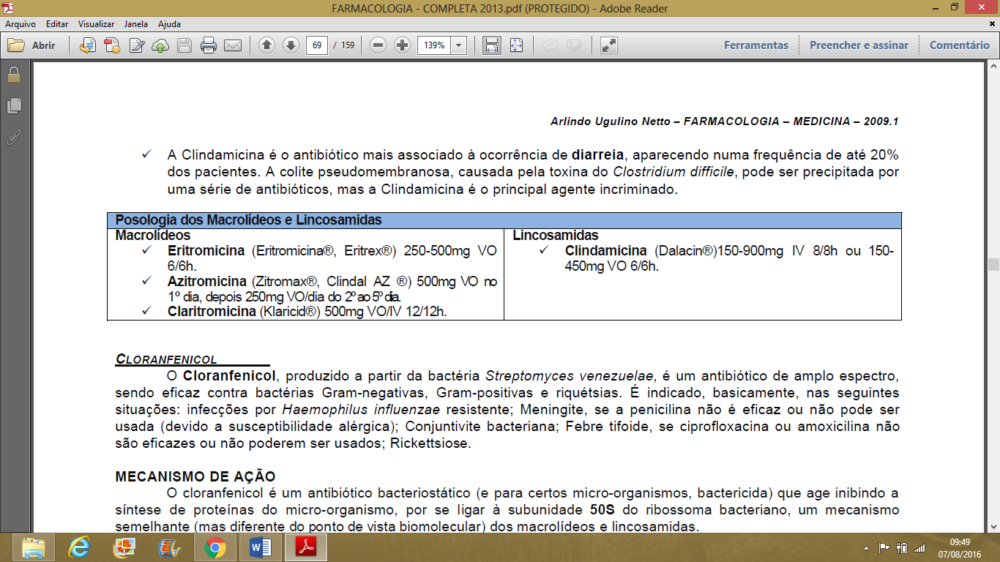 FARMACOLOGIA - COMPLETA 2013.pdf (PROTEGIDO) - Adobe Reader
Arquivo Editar Visualizar Janela Ajuda
Abrir 69 / 159 139% Ferramentas Preencher e assinar Comentário
Arlindo Ugulino Netto – FARMACOLOGIA – MEDICINA – 2009.1
✓ A Clindamicina é o antibiótico mais associado à ocorrência de diarreia, aparecendo numa frequência de até 20%
dos pacientes. A colite pseudomembranosa, causada pela toxina do Clostridium difficile, pode ser precipitada por
uma série de antibióticos, mas a Clindamicina é o principal agente incriminado.
Posologia dos Macrolídeos e Lincosamidas
Macrolídeos
✓ Eritromicina (Eritromicina®, Eritrex®) 250-500mg VO
6/6h.
✓ Azitromicina (Zitromax®, Clindal AZ ®) 500mg VO no
1º dia, depois 250mg VO/dia do 2º ao 5º dia.
✓ Claritromicina (Klaricid®) 500mg VO/IV 12/12h.
Lincosamidas
✓ Clindamicina (Dalacin®)150-900mg IV 8/8h ou 150-
450mg VO 6/6h.
CLORANFENICOL
O Cloranfenicol, produzido a partir da bactéria Streptomyces venezuelae, é um antibiótico de amplo espectro,
sendo eficaz contra bactérias Gram-negativas, Gram-positivas e riquétsias. É indicado, basicamente, nas seguintes
situações: infecções por Haemophilus influenzae resistente; Meningite, se a penicilina não é eficaz ou não pode ser
usada (devido a susceptibilidade alérgica); Conjuntivite bacteriana; Febre tifoide, se ciprofloxacina ou amoxicilina não
são eficazes ou não poderem ser usados; Rickettsiose.
MECANISMO DE AÇÃO
O cloranfenicol é um antibiótico bacteriostático (e para certos micro-organismos, bactericida) que age inibindo a
síntese de proteínas do micro-organismo, por se ligar à subunidade 50S do ribossoma bacteriano, um mecanismo
semelhante (mas diferente do ponto de vista biomolecular) dos macrolídeos e lincosamidas.
09:49
07/08/2016